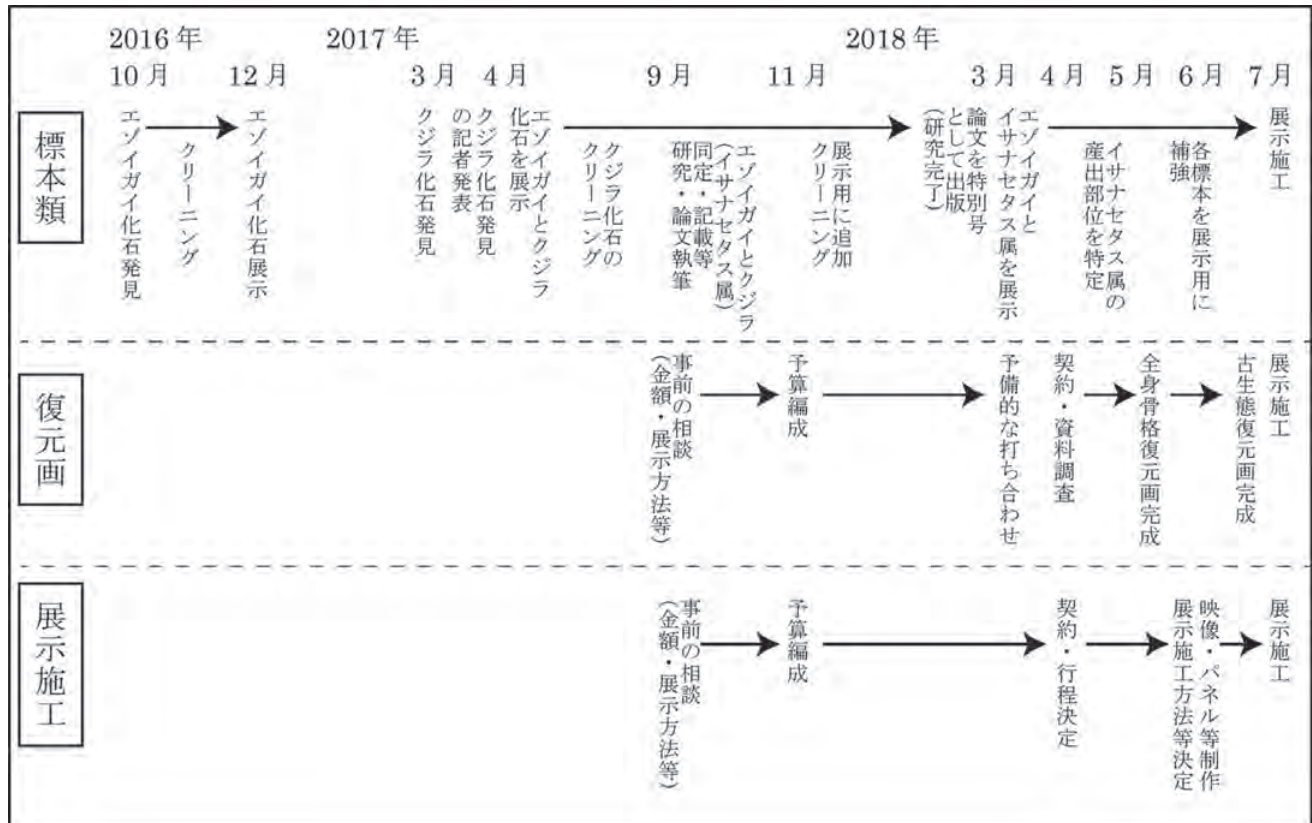 2016年
2017年
2018年
10月
12月
3月
4月
9月
11月
3月
4月
5月
6月
7月
標本類
エゾイガイ化石発見
クリーニング
エゾイガイ化石展示
クジラ化石発見
クジラ化石発見
の記者発表
エゾイガイとクジラ
化石を展示
クジラ化石の
クリーニング
エゾイガイとクジラ
(イサナセタス属)
同定・記載等
研究・論文執筆
展示用に追加
クリーニング
エゾイガイと
イサナセタス属を展示
論文を特別号
として出版
(研究完了)
イサナセタス属の
産出部位を特定
各標本を展示用に
補強
展示施工
復元画
事前の相談
(金額・展示方法等)
予算編成
予備的な打ち合わせ
契約・資料調査
全身骨格復元画完成
古生態復元画完成
展示施工
展示施工
事前の相談
(金額・展示方法等)
予算編成
契約・行程決定
映像・パネル等制作
展示施工方法等決定
展示施工